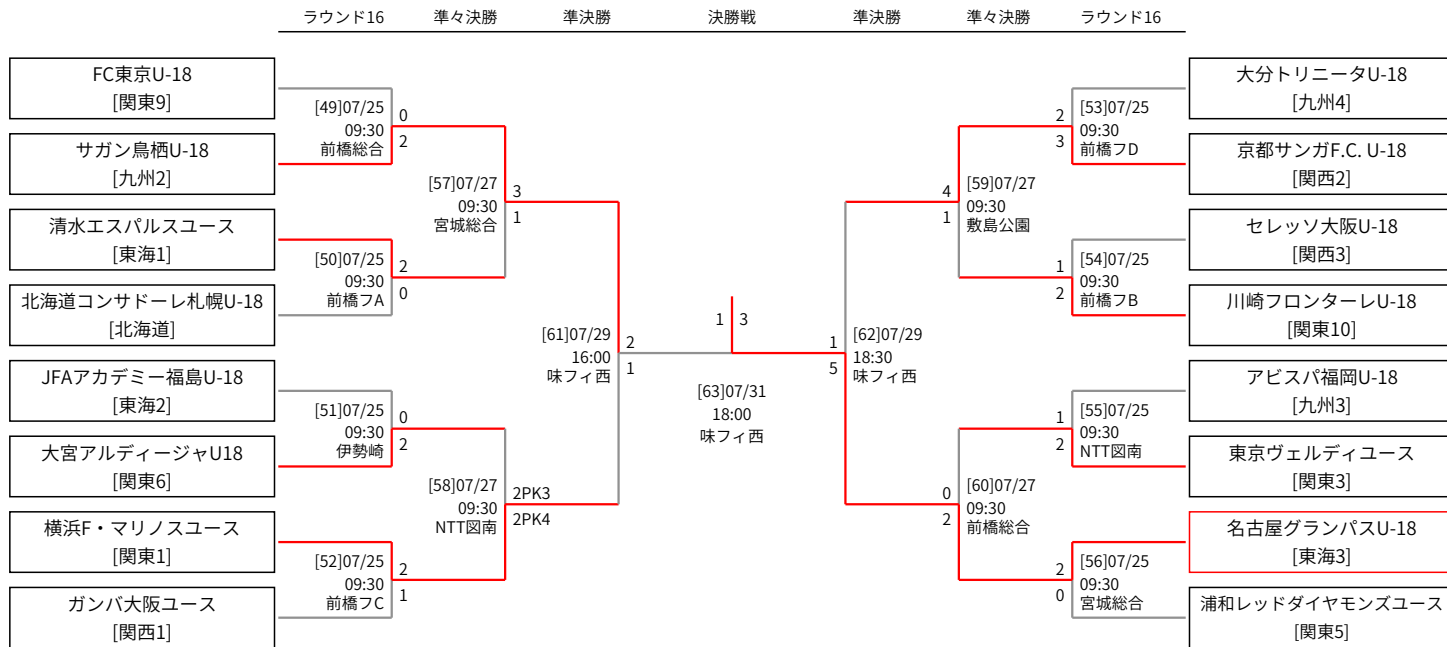 ラウンド16 準々決勝 準決勝 決勝戦 準決勝 準々決勝 ラウンド16
FC東京U-18
[関東9]
サガン鳥栖U-18
[九州2]
清水エスパルスユース
[東海1]
北海道コンサドーレ札幌U-18
[北海道]
JFAアカデミー福島U-18
[東海2]
大宮アルディージャU18
[関東6]
横浜F・マリノスユース
[関東1]
ガンバ大阪ユース
[関西1]
[49]07/25
09:30
前橋総合
0
2
[50]07/25
09:30
前橋フA
2
0
[51]07/25
09:30
伊勢崎
0
2
[52]07/25
09:30
前橋フC
2
1
[57]07/27
09:30
宮城総合
3
1
[58]07/27
09:30
NTT図南
2PK3
2PK4
[61]07/29
16:00
味フィ西
2
1
1 3
[63]07/31
18:00
味フィ西
1
5
[62]07/29
18:30
味フィ西
4
1
[59]07/27
09:30
敷島公園
0
2
[60]07/27
09:30
前橋総合
2
3
[53]07/25
09:30
前橋フD
1
2
[54]07/25
09:30
前橋フB
1
2
[55]07/25
09:30
NTT図南
2
0
[56]07/25
09:30
宮城総合
大分トリニータU-18
[九州4]
京都サンガF.C. U-18
[関西2]
セレッソ大阪U-18
[関西3]
川崎フロンターレU-18
[関東10]
アビスパ福岡U-18
[九州3]
東京ヴェルディユース
[関東3]
名古屋グランパスU-18
[東海3]
浦和レッドダイヤモンズユース
[関東5]